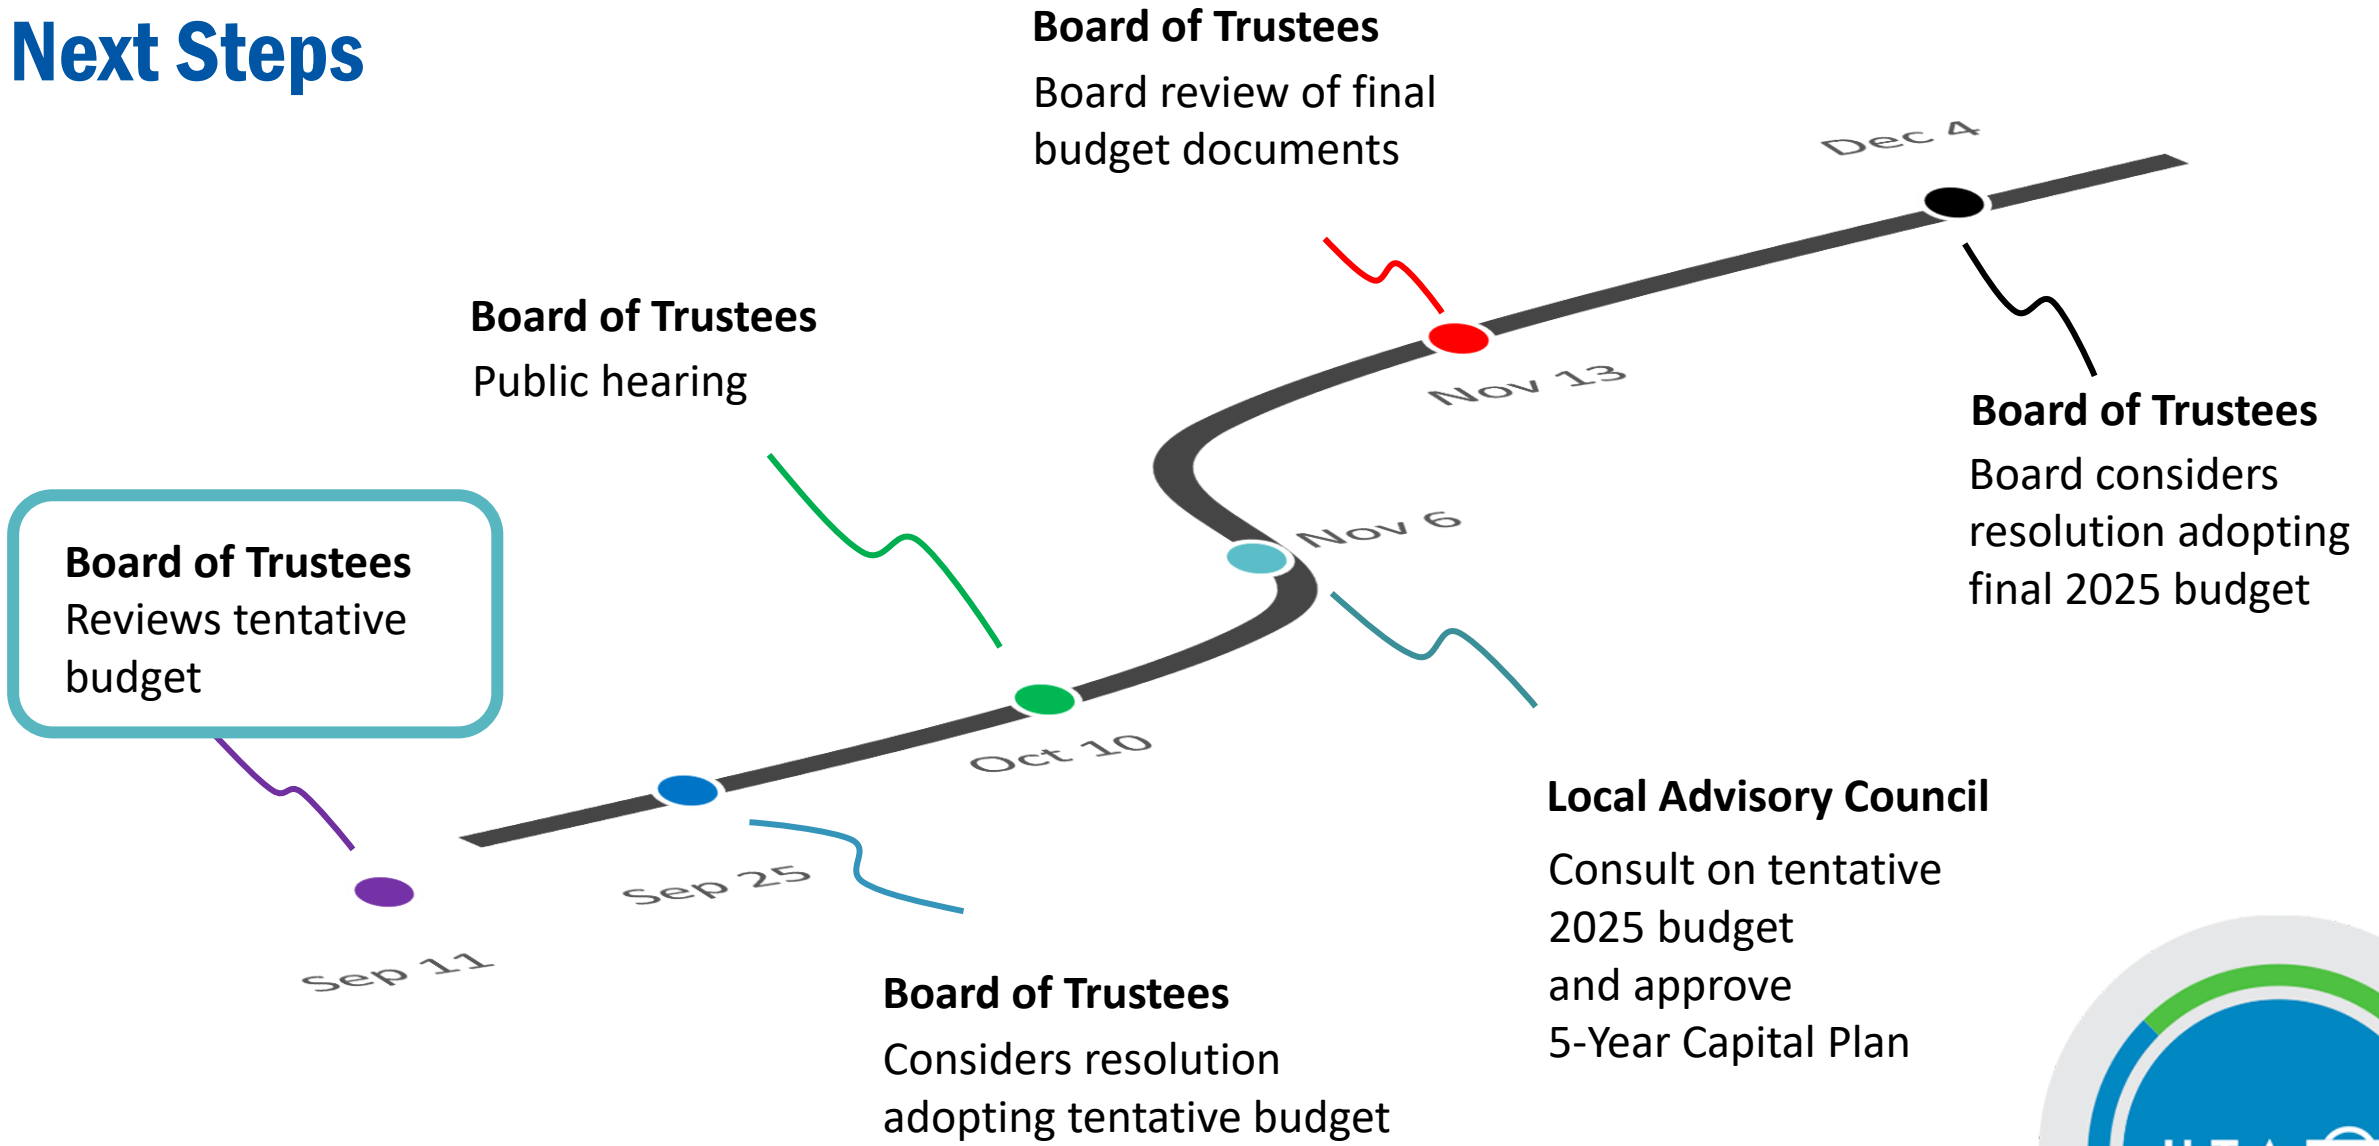 Next Steps
Board of Trustees
Board review of final
budget documents
Dec 4
Board of Trustees
Public hearing
Nov 13
Board of Trustees
Board considers
resolution adopting
final 2025 budget
Nov 6
Board of Trustees
Reviews tentative
budget
Oct 10
Sep 25
Sep 11
Local Advisory Council
Consult on tentative
2025 budget
and approve
5-Year Capital Plan
Board of Trustees
Considers resolution
adopting tentative budget